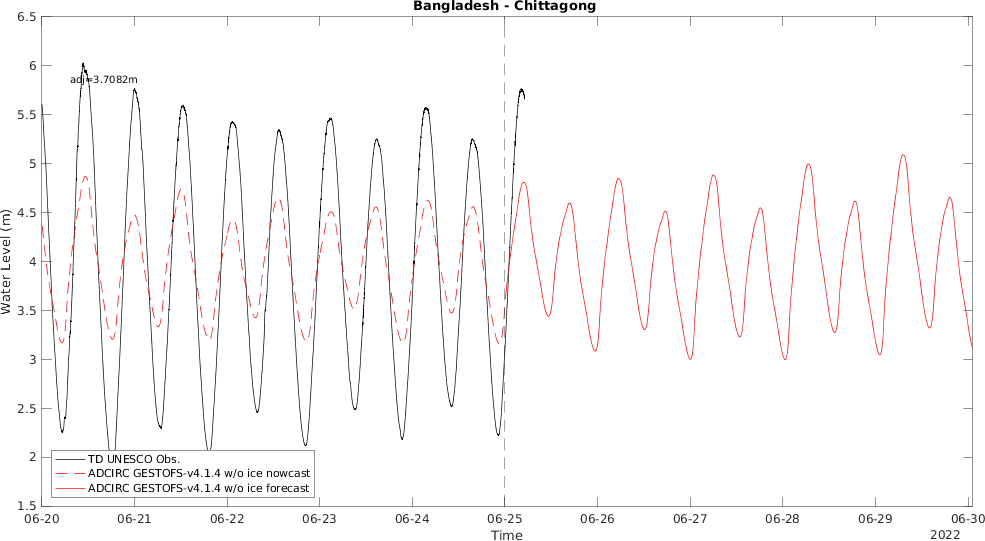 Bangladesh - Chittagong
6.5
6
5.5
5
4.5
4
3.5
3
2.5
2
1.5
Water Level (m)
adj=3.7082m
TD UNESCO Obs.
ADCIRC GESTOFS-v4.1.4 w/o ice nowcast
ADCIRC GESTOFS-v4.1.4 w/o ice forecast
06-20 06-21 06-22 06-23 06-24 06-25 06-26 06-27 06-28 06-29 06-30
Time
2022